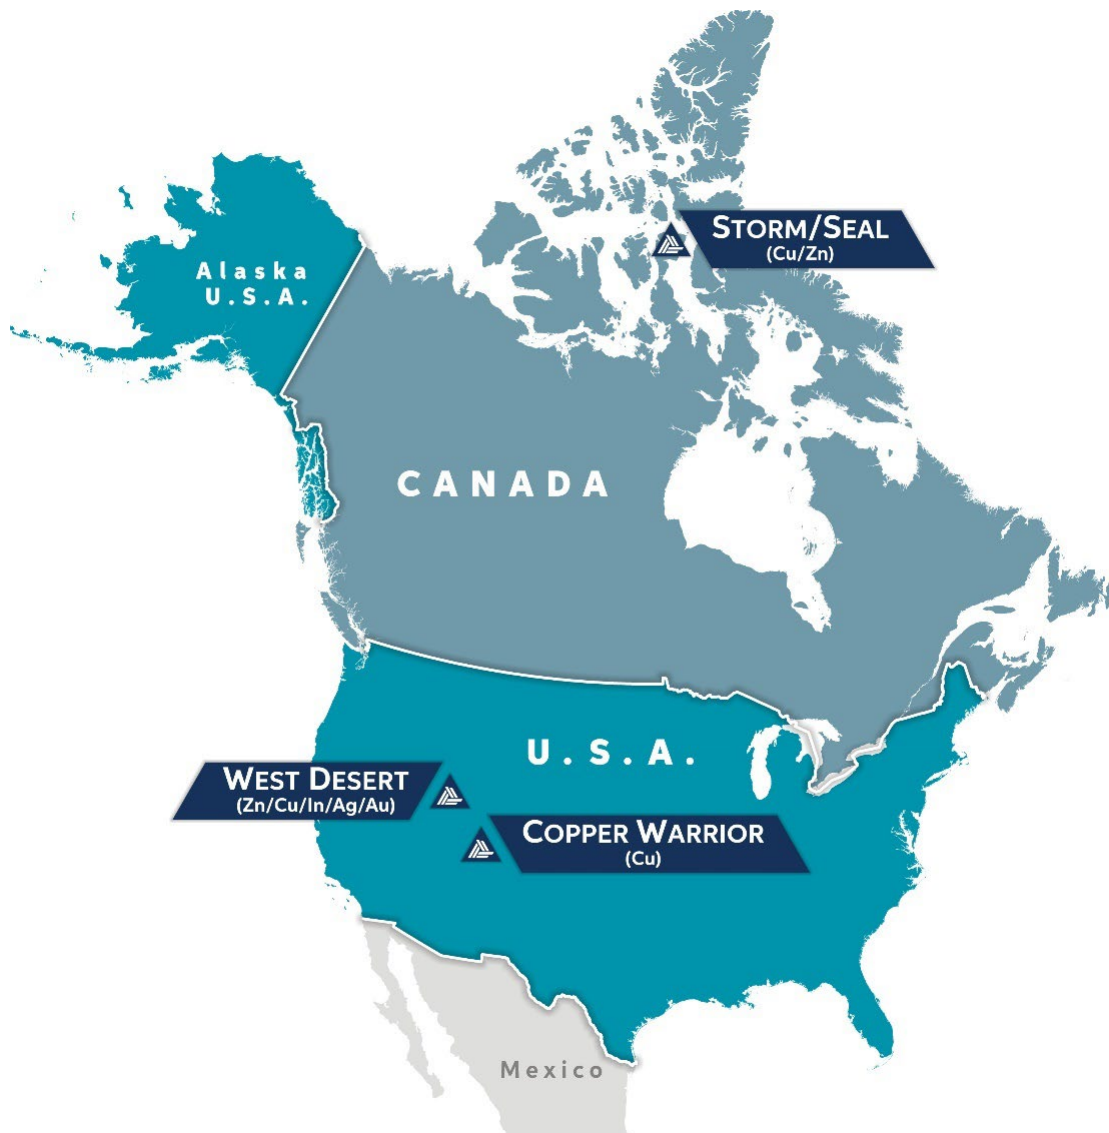 STORM/SEAL
(Cu/Zn)
Alaska
U.S.A.
CANADA
U.S.A.
WEST DESERT
(Zn/Cu/In/Ag/Au)
COPPER WARRIOR
(Cu)
Mexico